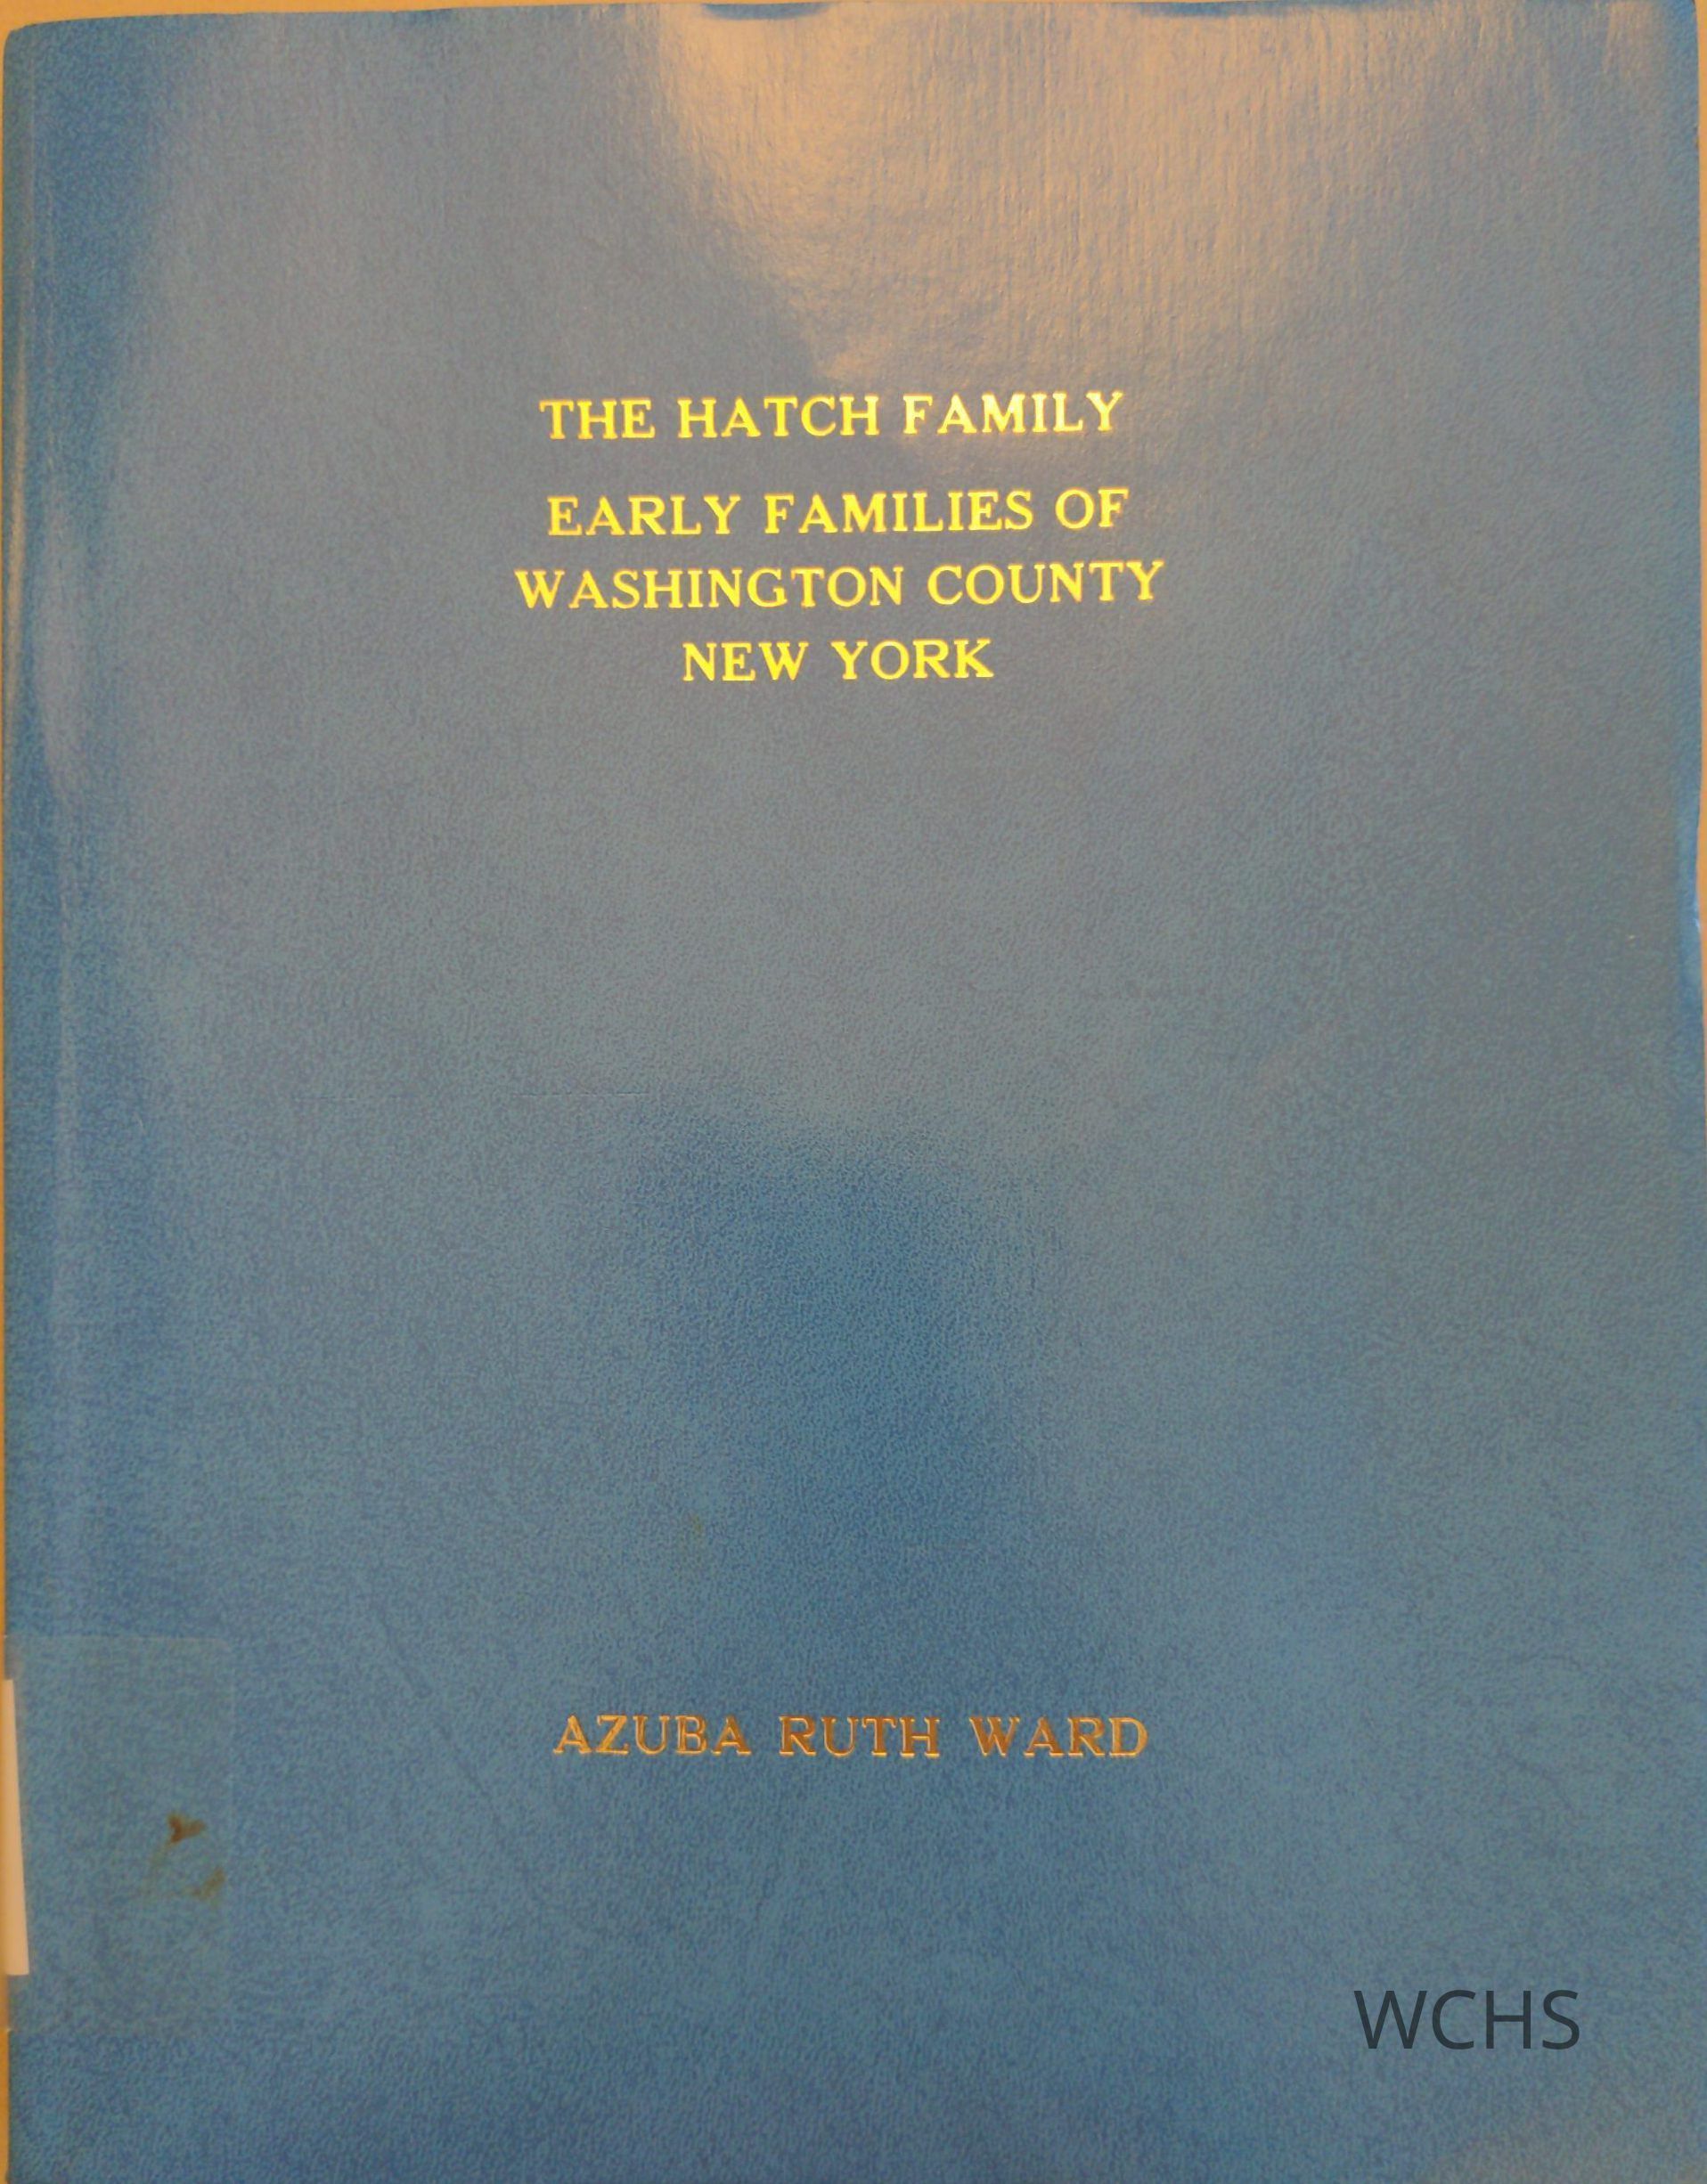 THE HATCH FAMILY
EARLY FAMILIES OF
WASHINGTON COUNTY
NEW YORK
AZUBA RUTH WARD
WCHS